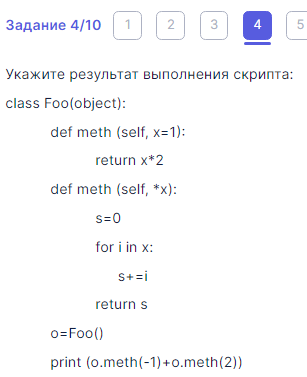 Задание 4/10 1 2 3 4 5
Укажите результат выполнения скрипта:
class Foo(object):
def meth (self, x=1):
return x*2
def meth (self, *x):
s=0
for i in x:
s+=i
return s
o=Foo()
print (o.meth(-1)+o.meth(2))